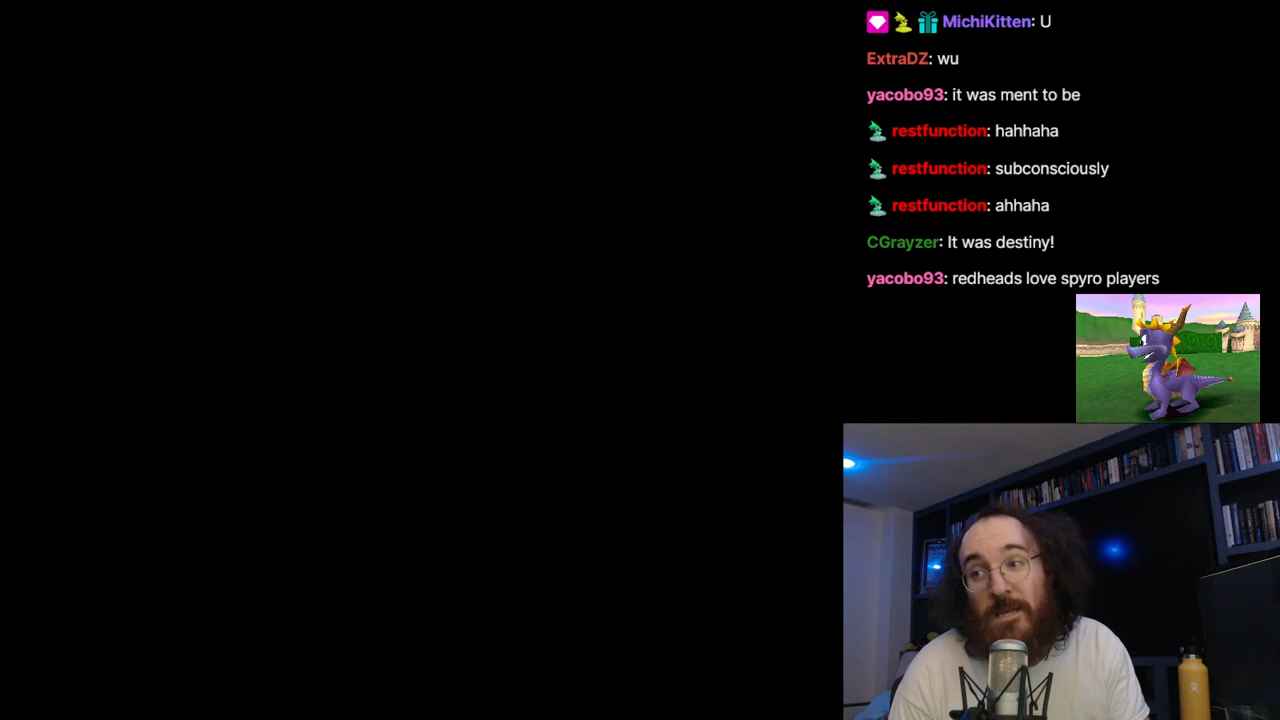 MichiKitten: U
ExtraDZ: wu
yacobo93: it was ment to be
restfunction: hahhaha
restfunction: subconsciously
restfunction: ahhaha
CGrayzer: It was destiny!
yacobo93: redheads love spyro players